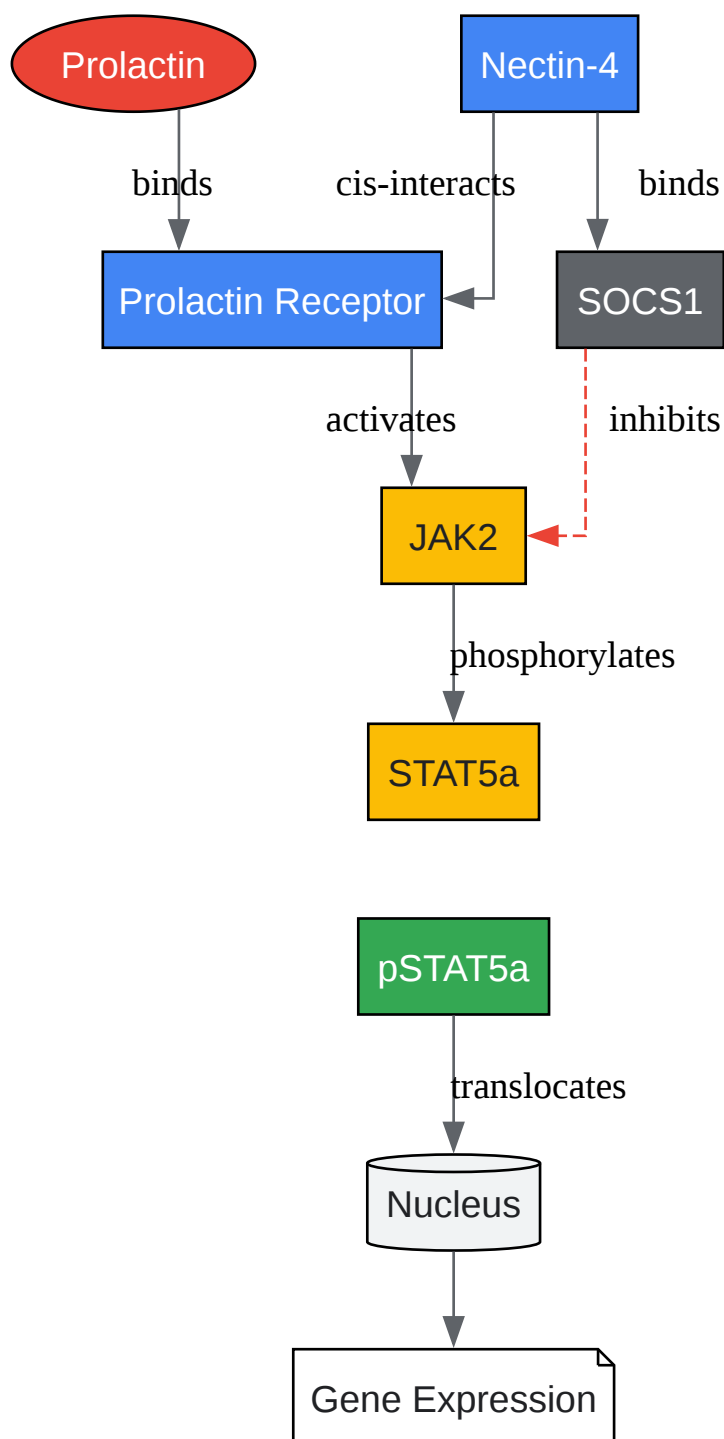 Prolactin
Nectin-4
binds
cis-interacts
binds
Prolactin Receptor
SOCS1
activates
inhibits
JAK2
phosphorylates
STAT5a
pSTAT5a
translocates
Nucleus
Gene Expression